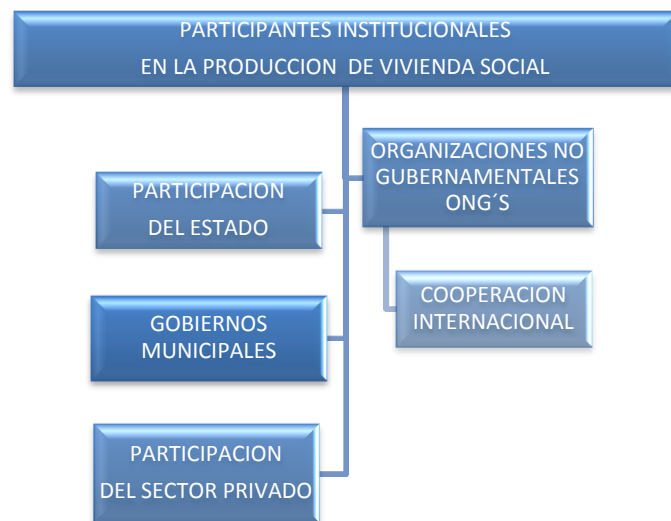 PARTICIPANTES INSTITUCIONALES
EN LA PRODUCCION DE VIVIENDA SOCIAL
ORGANIZACIONES NO
GUBERNAMENTALES
ONG´S
PARTICIPACION
DEL ESTADO
COOPERACION
INTERNACIONAL
GOBIERNOS
MUNICIPALES
PARTICIPACION
DEL SECTOR PRIVADO